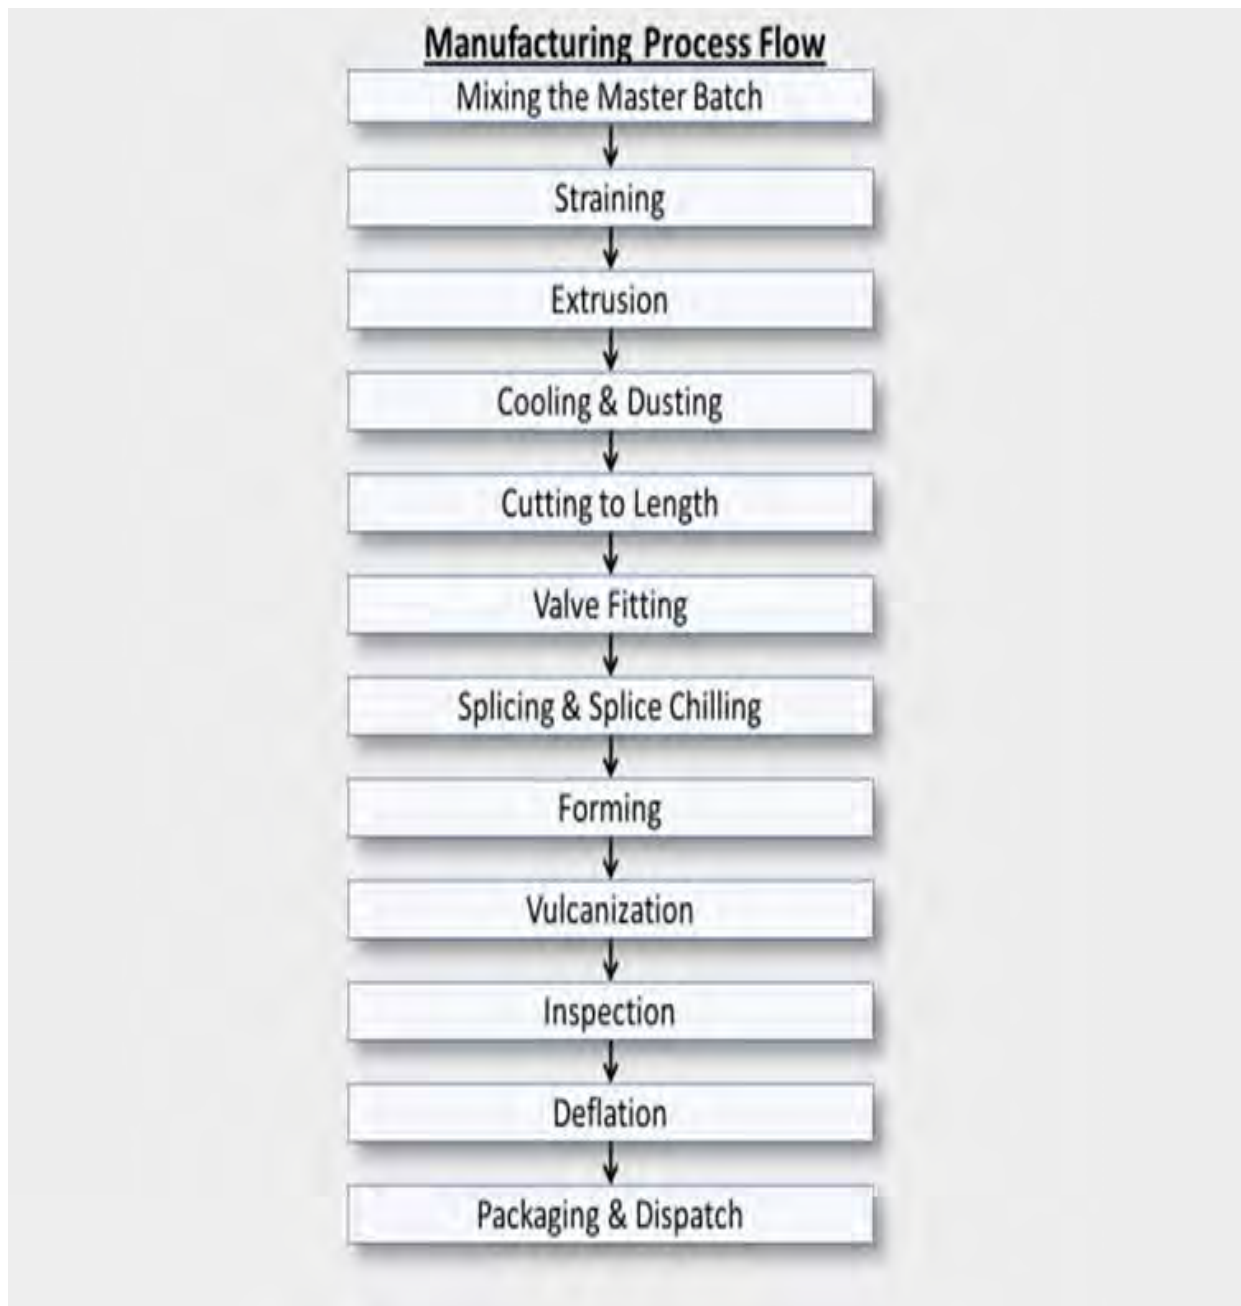 Manufacturing Process Flow
Mixing the Master Batch
Straining
Extrusion
Cooling & Dusting
Cutting to Length
Valve Fitting
Splicing & Splice Chilling
Forming
Vulcanization
Inspection
Deflation
Packaging & Dispatch